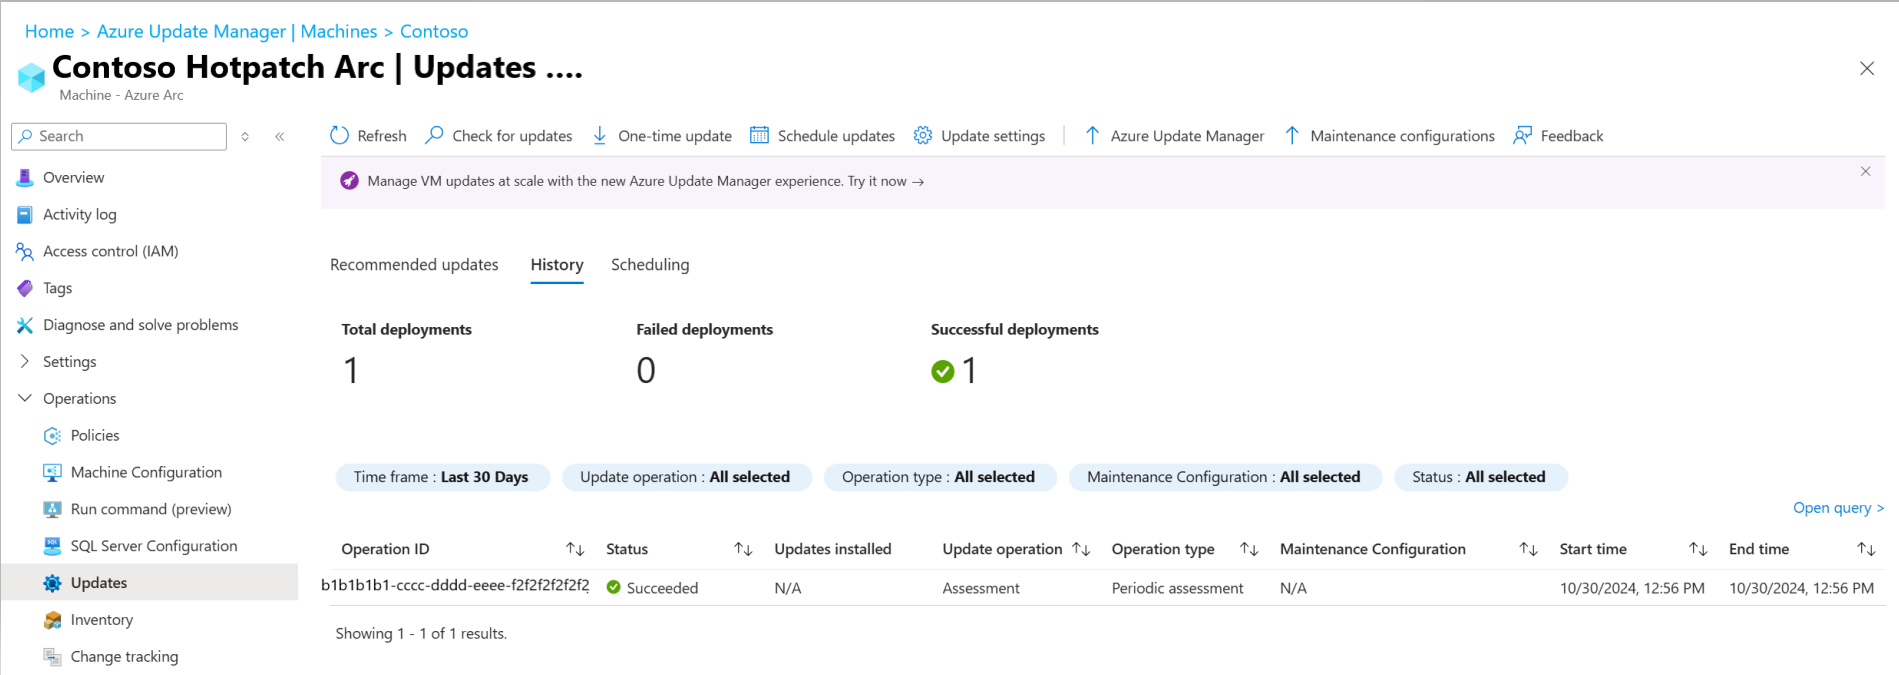 Home > Azure Update Manager | Machines > Contoso
Contoso Hotpatch Arc | Updates ....
Machine - Azure Arc
Search
Refresh Check for updates One-time update Schedule updates Update settings Azure Update Manager Maintenance configurations Feedback
Manage VM updates at scale with the new Azure Update Manager experience. Try it now →
Overview
Activity log
Access control (IAM)
Tags
Diagnose and solve problems
Settings
Operations
Policies
Machine Configuration
Run command (preview)
SQL Server Configuration
Updates
Inventory
Change tracking
Recommended updates History Scheduling
Total deployments Failed deployments Successful deployments
1 0 1
Time frame : Last 30 Days Update operation : All selected Operation type : All selected Maintenance Configuration : All selected Status : All selected
Open query >
Operation ID Status Updates installed Update operation Operation type Maintenance Configuration Start time End time
b1b1b1b1-cccc-dddd-eeee-f2f2f2f2f2f2 Succeeded N/A Assessment Periodic assessment N/A 10/30/2024, 12:56 PM 10/30/2024, 12:56 PM
Showing 1 - 1 of 1 results.